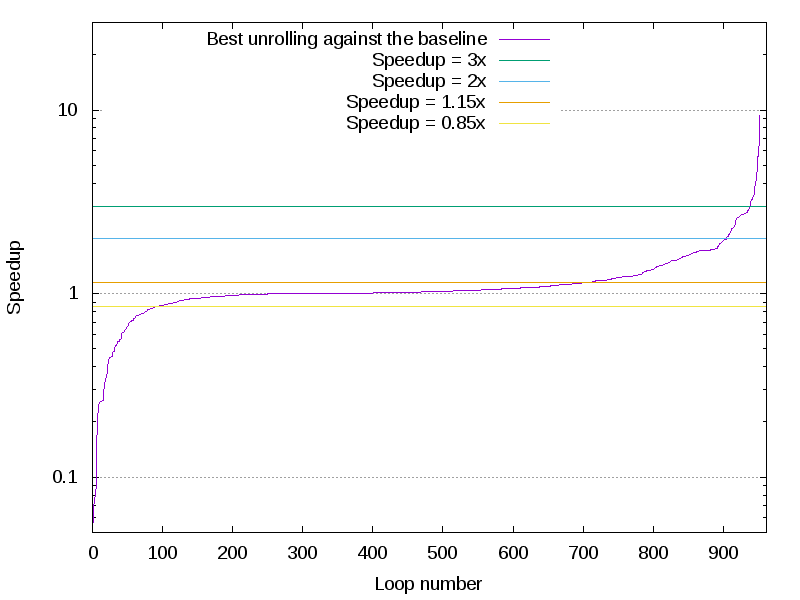 Best unrolling against the baseline
Speedup = 3x
Speedup = 2x
Speedup = 1.15x
Speedup = 0.85x
10
1
0.1
Speedup
0 100 200 300 400 500 600 700 800 900
Loop number